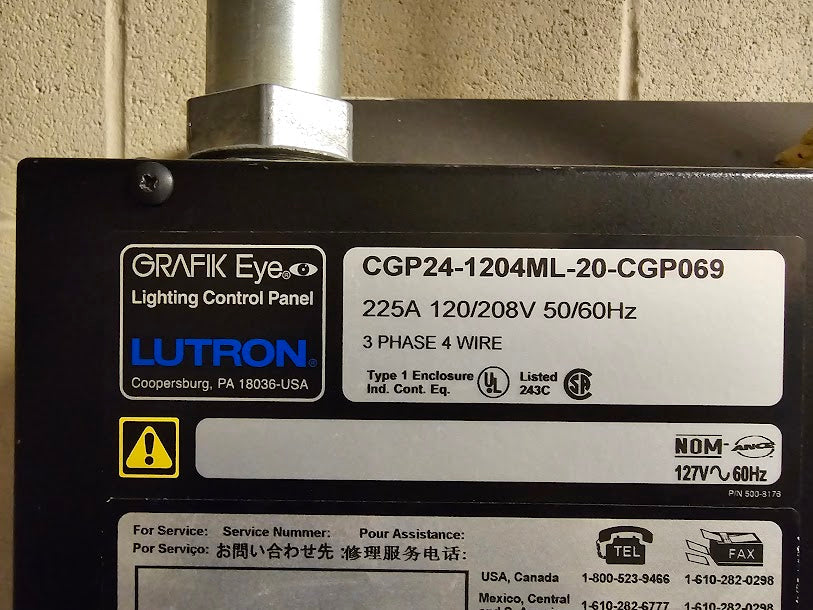 GRAFIK Eye®
Lighting Control Panel
LUTRON®
Coopersburg, PA 18036-USA
CGP24-1204ML-20-CGP069
225A 120/208V 50/60Hz
3 PHASE 4 WIRE
Type 1 Enclosure
Ind. Cont. Eq.
UL
Listed
243C
SA
NOM-ANCE
127V~60Hz
P/N 500-8176
For Service: Service Nummer: Pour Assistance:
Por Serviço: お問い合わせ先 :修理服务电话:
TEL
FAX
USA, Canada 1-800-523-9466 1-610-282-0298
Mexico, Central 1-610-282-6777 1-610-282-0298